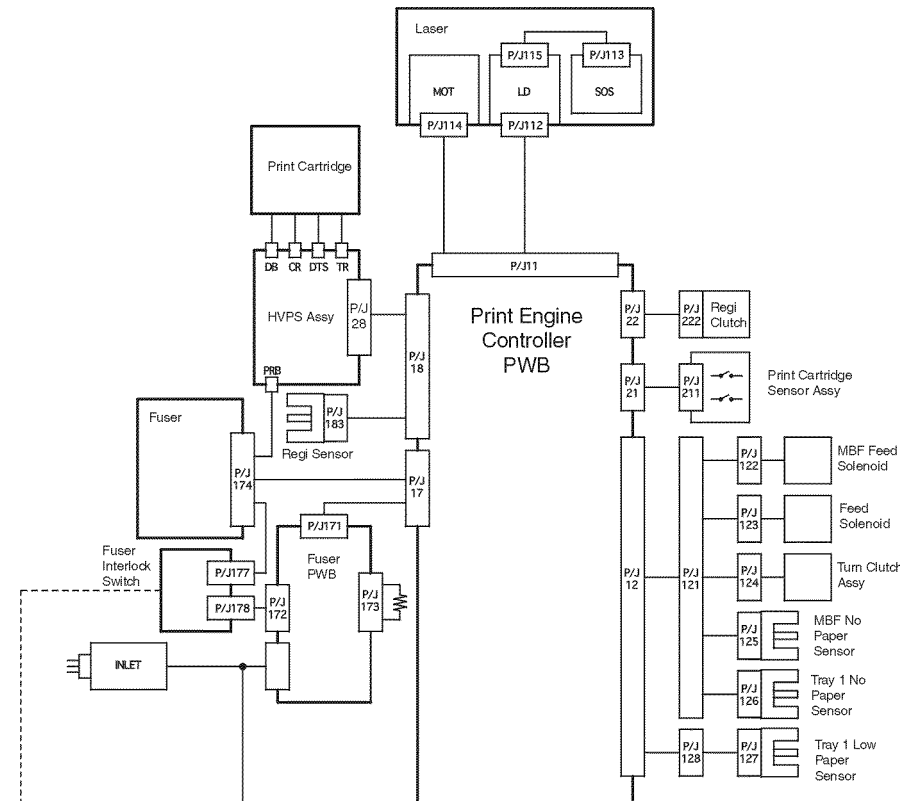 Laser
P/J115
P/J113
MOT
LD
SOS
P/J114
P/J112
Print Cartridge
DB
CR
DTS
TR
P/J11
HVPS Assy
P/J
28
P/J
18
Print Engine
Controller
PWB
P/J
22
P/J
222
Regi
Clutch
PRB
P/J
183
Regi Sensor
P/J
21
P/J
211
Print Cartridge
Sensor Assy
Fuser
P/J
174
P/J
17
P/J
12
P/J
121
P/J
122
MBF Feed
Solenoid
P/J
123
Feed
Solenoid
P/J171
Fuser
PWB
Fuser
Interlock
Switch
P/J177
P/J178
P/J
172
P/J
173
P/J
124
Turn Clutch
Assy
P/J
125
MBF No
Paper
Sensor
INLET
P/J
126
Tray 1 No
Paper
Sensor
P/J
128
P/J
127
Tray 1 Low
Paper
Sensor